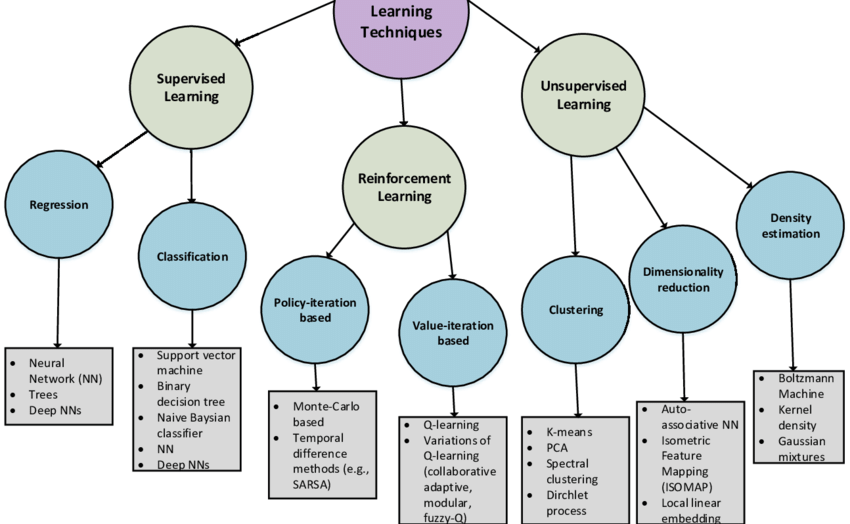 Learning
Techniques
Supervised
Learning
Unsupervised
Learning
Reinforcement
Learning
Regression
Classification
Policy-iteration
based
Value-iteration
based
Clustering
Dimensionality
reduction
Density
estimation
• Neural
Network (NN)
• Trees
• Deep NNs
• Support vector
machine
• Binary
decision tree
• Naive Baysian
classifier
• NN
• Deep NNs
• Monte-Carlo
based
• Temporal
difference
methods (e.g.,
SARSA)
• Q-learning
• Variations of
Q-learning
(collaborative
adaptive,
modular,
fuzzy-Q)
• K-means
• PCA
• Spectral
clustering
• Dirchlet
process
• Auto-
associative NN
• Isometric
Feature
Mapping
(ISOMAP)
• Local linear
embedding
• Boltzmann
Machine
• Kernel
density
• Gaussian
mixtures